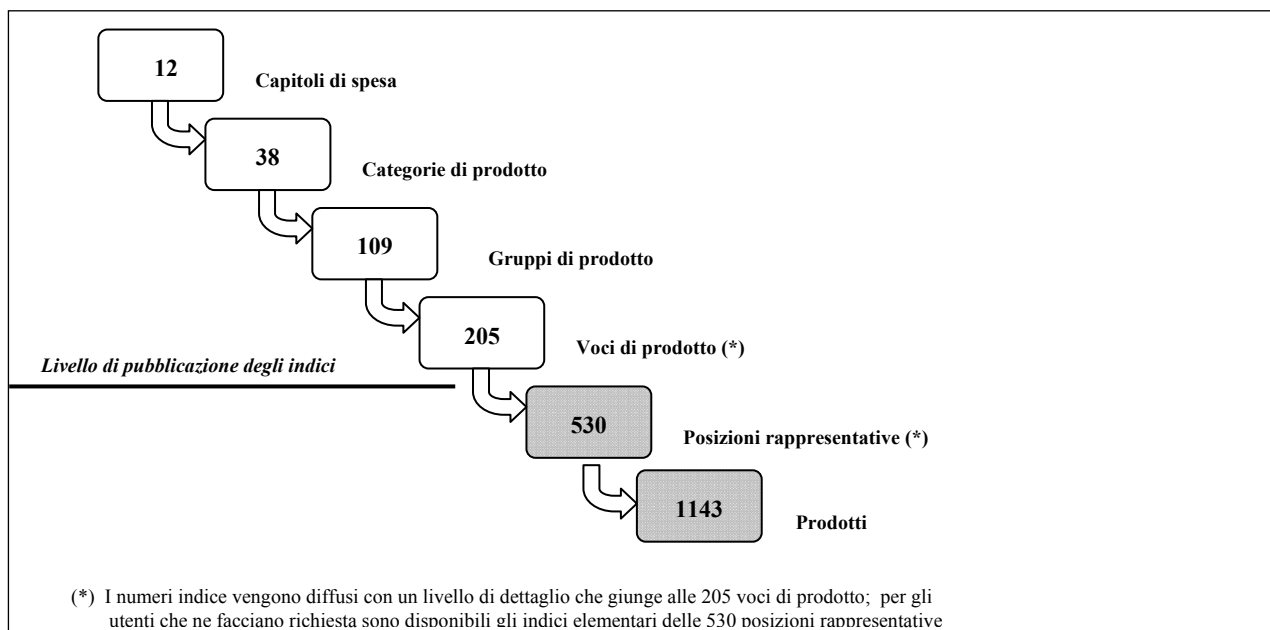 12
Capitoli di spesa
38
Categorie di prodotto
109
Gruppi di prodotto
205
Voci di prodotto (*)
Livello di pubblicazione degli indici
530
Posizioni rappresentative (*)
1143
Prodotti
(*) I numeri indice vengono diffusi con un livello di dettaglio che giunge alle 205 voci di prodotto; per gli
utenti che ne facciano richiesta sono disponibili gli indici elementari delle 530 posizioni rappresentative